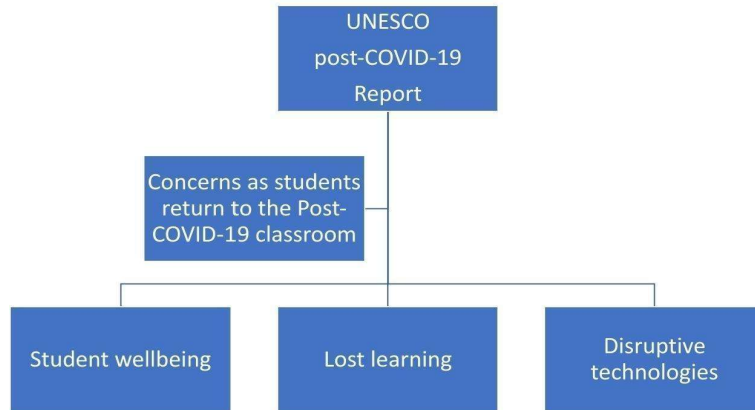 UNESCO
post-COVID-19
Report
Concerns as students
return to the Post-
COVID-19 classroom
Student wellbeing
Lost learning
Disruptive
technologies